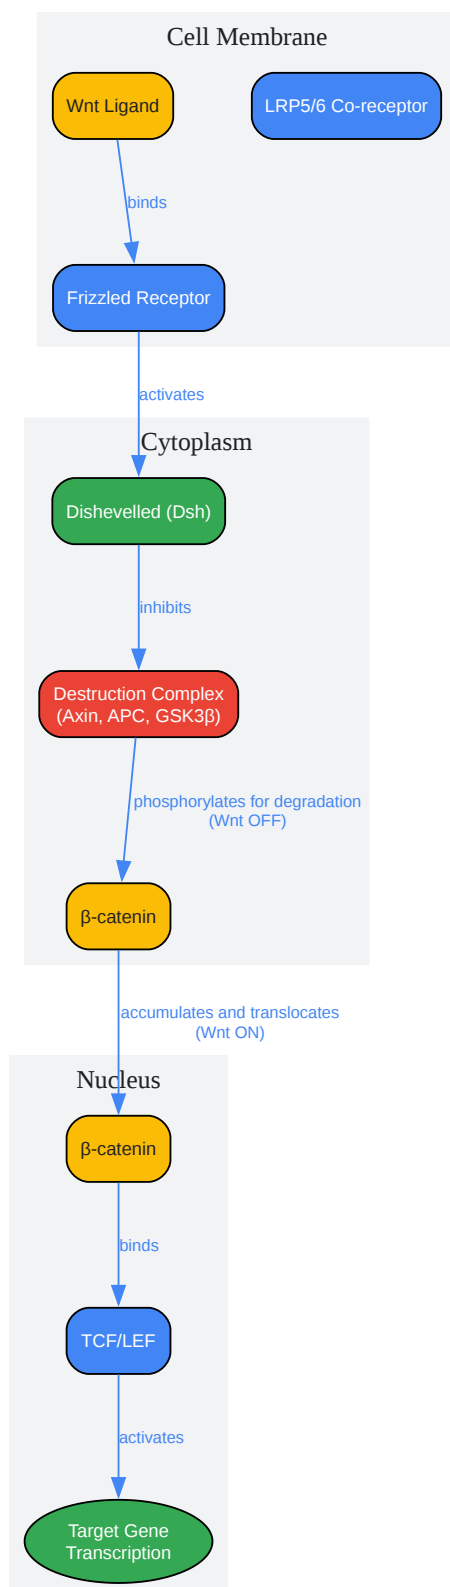 Cell Membrane
Wnt Ligand
LRP5/6 Co-receptor
binds
Frizzled Receptor
activates
Cytoplasm
Dishevelled (Dsh)
inhibits
Destruction Complex
(Axin, APC, GSK3β)
phosphorylates for degradation
(Wnt OFF)
β-catenin
accumulates and translocates
(Wnt ON)
Nucleus
β-catenin
binds
TCF/LEF
activates
Target Gene
Transcription